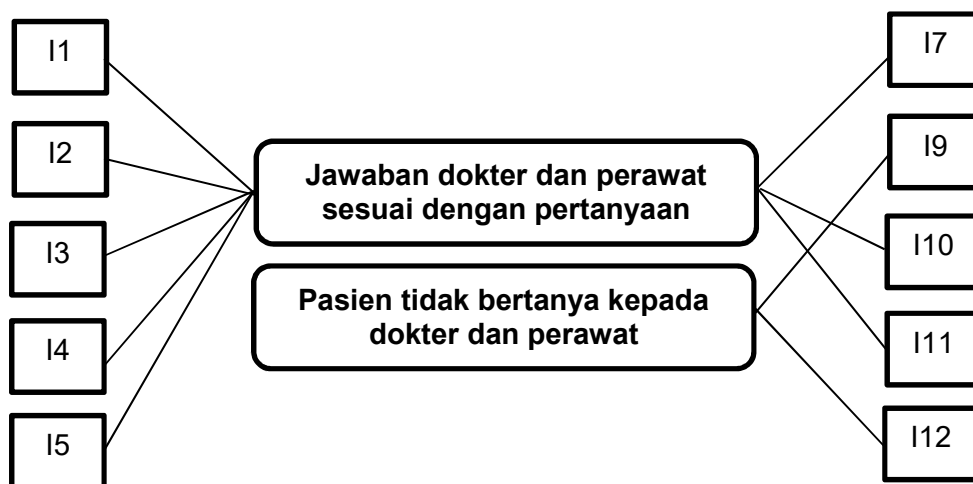 I1
I2
I3
I4
I5
Jawaban dokter dan perawat
sesuai dengan pertanyaan
Pasien tidak bertanya kepada
dokter dan perawat
I7
I9
I10
I11
I12